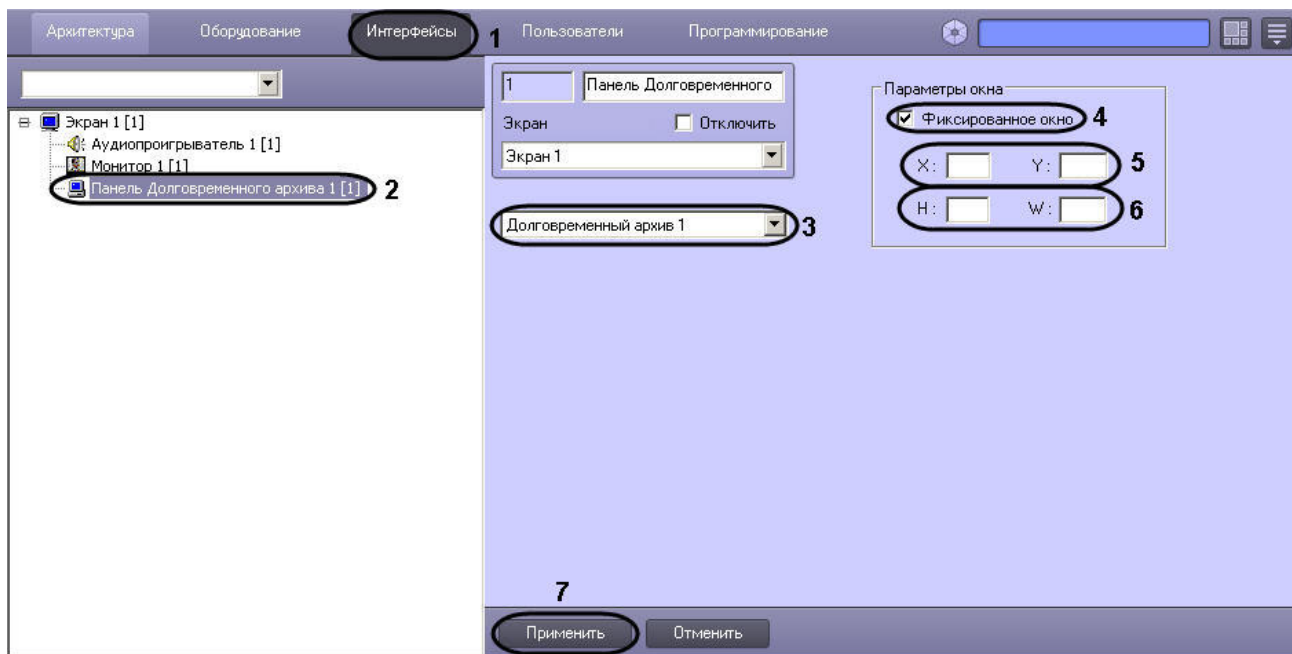 Архитектура Оборудование Интерфейсы 1 Пользователи Программирование
1 Панель Долговременного
Экран Отключить
Экран 1
Долговременный архив 1 3
Параметры окна
Фиксированное окно 4
X: Y: 5
H: W: 6
Экран 1 [1]
Аудиопроигрыватель 1 [1]
Монитор 1 [1]
Панель Долговременного архива 1 [1] 2
7
Применить Отменить